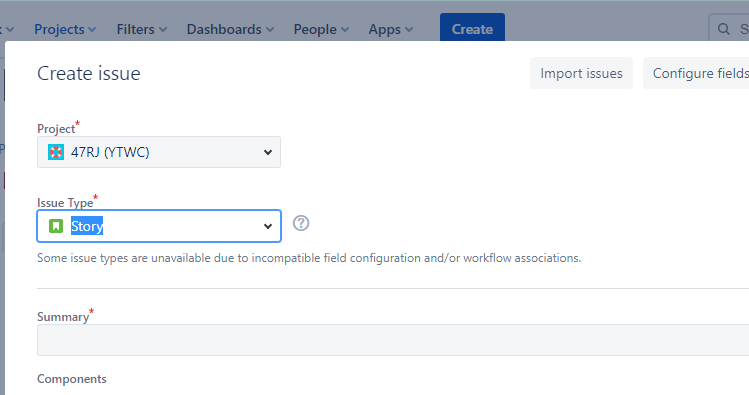 Projects Filters Dashboards People Apps Create
Create issue Import issues Configure fields
Project*
47RJ (YTWC)
Issue Type*
Story
Some issue types are unavailable due to incompatible field configuration and/or workflow associations.
Summary*
Components